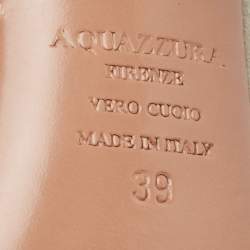 AQUAZZURA
FIRENZE
VERO CUOIO
MADE IN ITALY
39